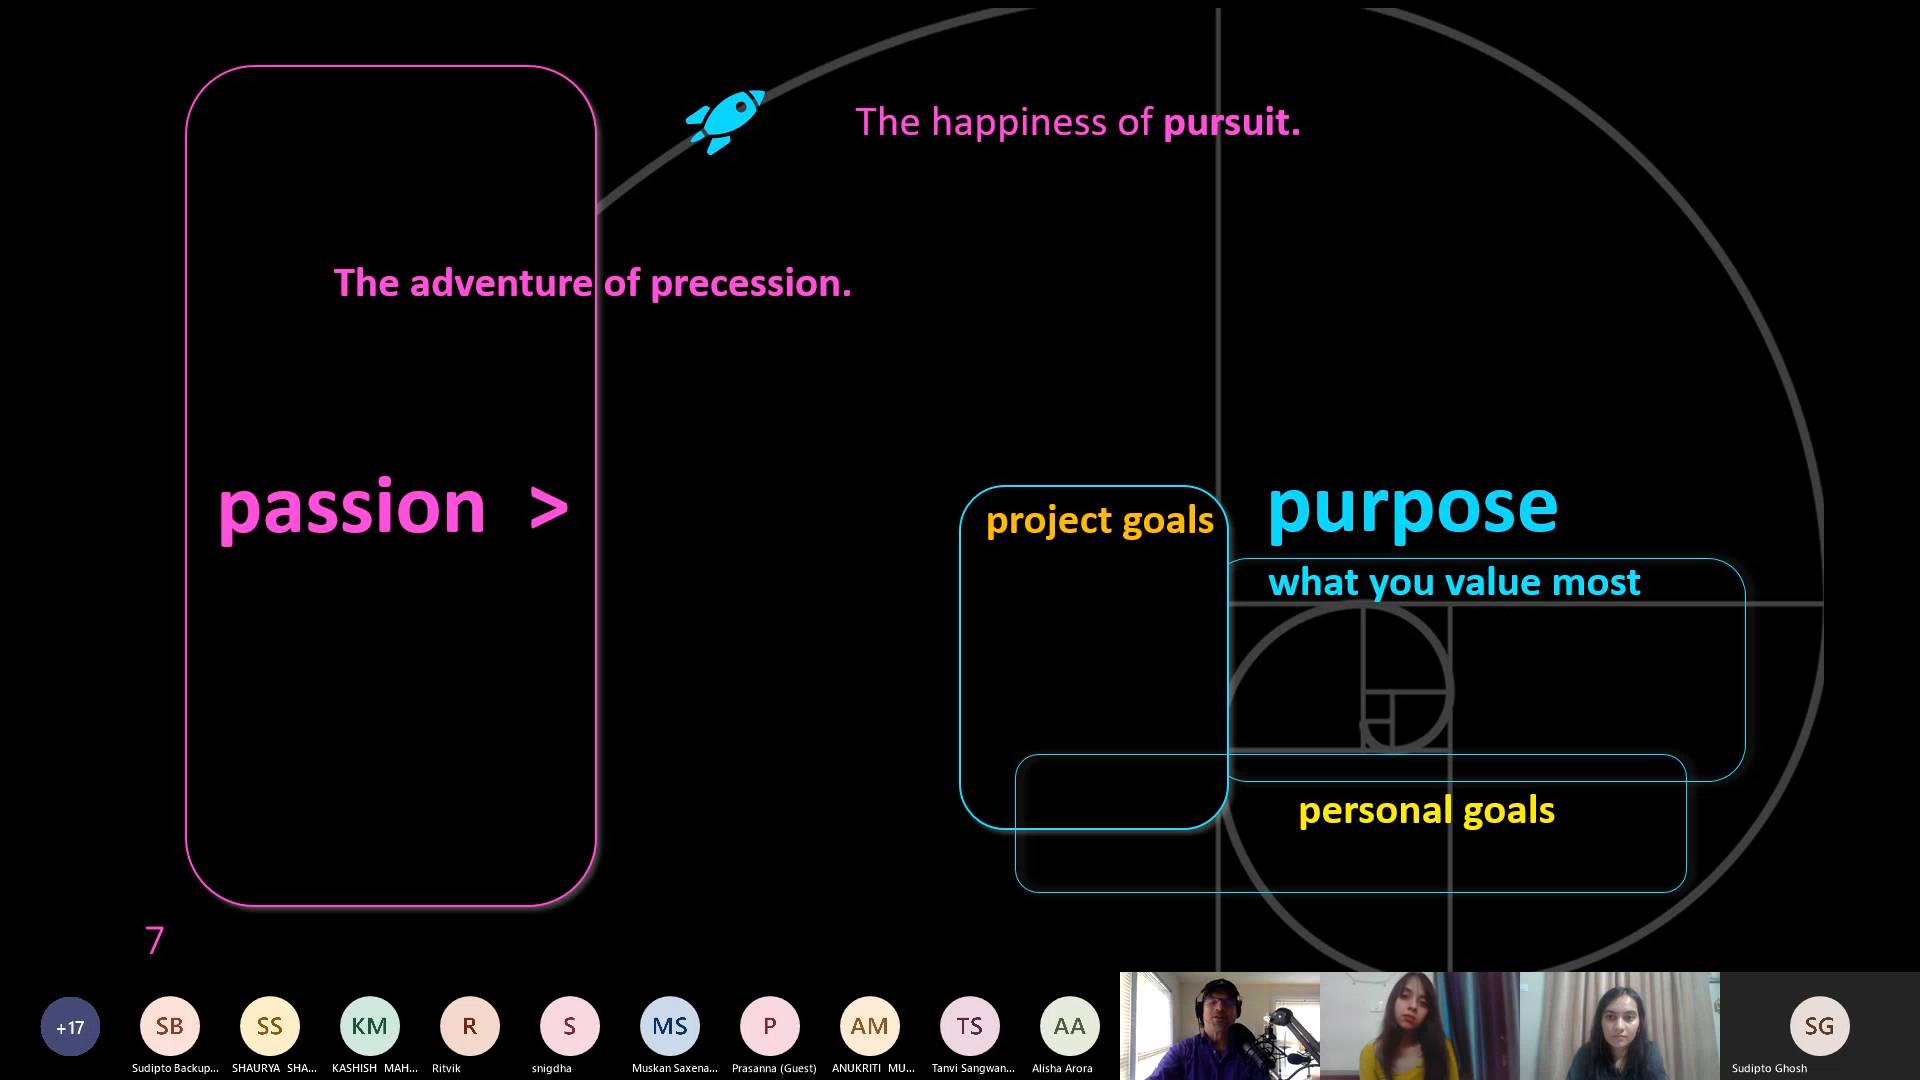 The happiness of pursuit.
The adventure of precession.
passion >
project goals
purpose
what you value most
personal goals
7
+17
SB
SS
KM
R
S
MS
P
AM
TS
AA
SG
Sudipto Backup...
SHAURYA SHA...
KASHISH MAH...
Ritvik
snigdha
Muskan Saxena...
Prasanna (Guest)
ANUKRITI MU...
Tanvi Sangwan...
Alisha Arora
Sudipto Ghosh